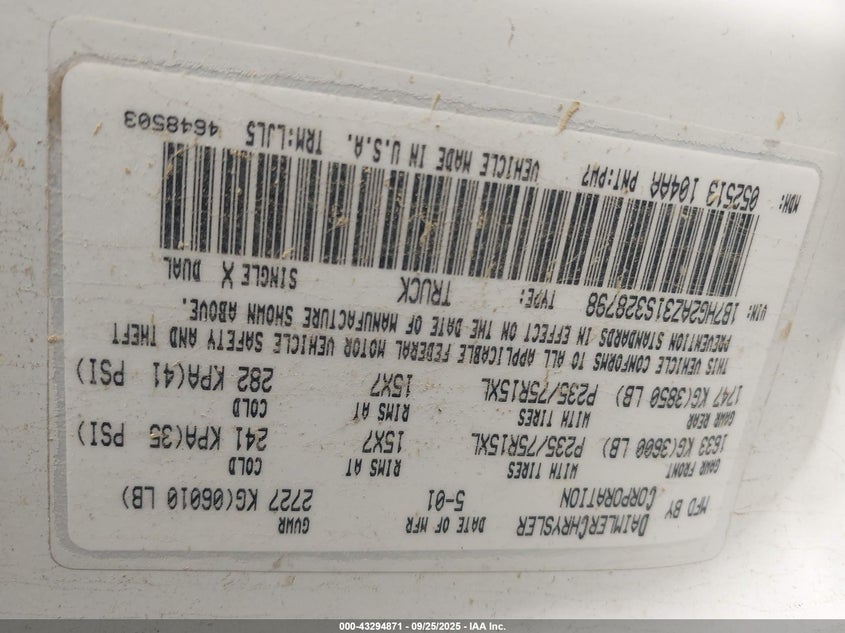 MFD BY DAIMLERCHRYSLER CORPORATION DATE OF MFR 5-01 GVWR 2727 KG(06010 LB)
GAWR FRONT WITH TIRES RIMS AT COLD
1633 KG(3600 LB) P235/75R15XL 15X7 241 KPA(35 PSI)
GAWR REAR WITH TIRES RIMS AT COLD
1747 KG(3850 LB) P235/75R15XL 15X7 282 KPA(41 PSI)
THIS VEHICLE CONFORMS TO ALL APPLICABLE FEDERAL MOTOR VEHICLE SAFETY AND THEFT
PREVENTION STANDARDS IN EFFECT ON THE DATE OF MANUFACTURE SHOWN ABOVE.
VIN: 1B7HG2AZ31S328798 TYPE: TRUCK SINGLE X DUAL
MDH: 052513 104AA PNT:PW7 VEHICLE MADE IN U.S.A. TRM:LJL5 4648503
000-43294871 - 09/25/2025 - IAA Inc.